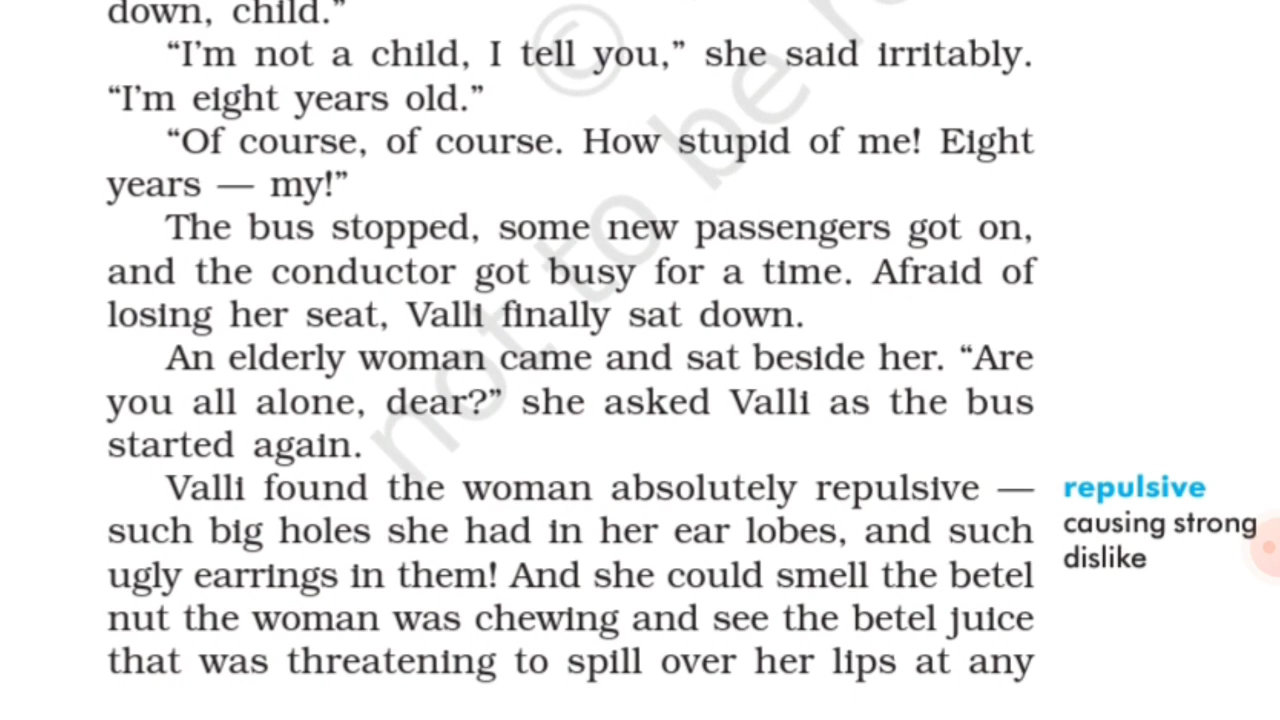 down, child.”
“I’m not a child, I tell you,” she said irritably.
“I’m eight years old.”
“Of course, of course. How stupid of me! Eight
years — my!”
The bus stopped, some new passengers got on,
and the conductor got busy for a time. Afraid of
losing her seat, Valli finally sat down.
An elderly woman came and sat beside her. “Are
you all alone, dear?” she asked Valli as the bus
started again.
Valli found the woman absolutely repulsive —
such big holes she had in her ear lobes, and such
ugly earrings in them! And she could smell the betel
nut the woman was chewing and see the betel juice
that was threatening to spill over her lips at any
repulsive
causing strong
dislike
©
not to be